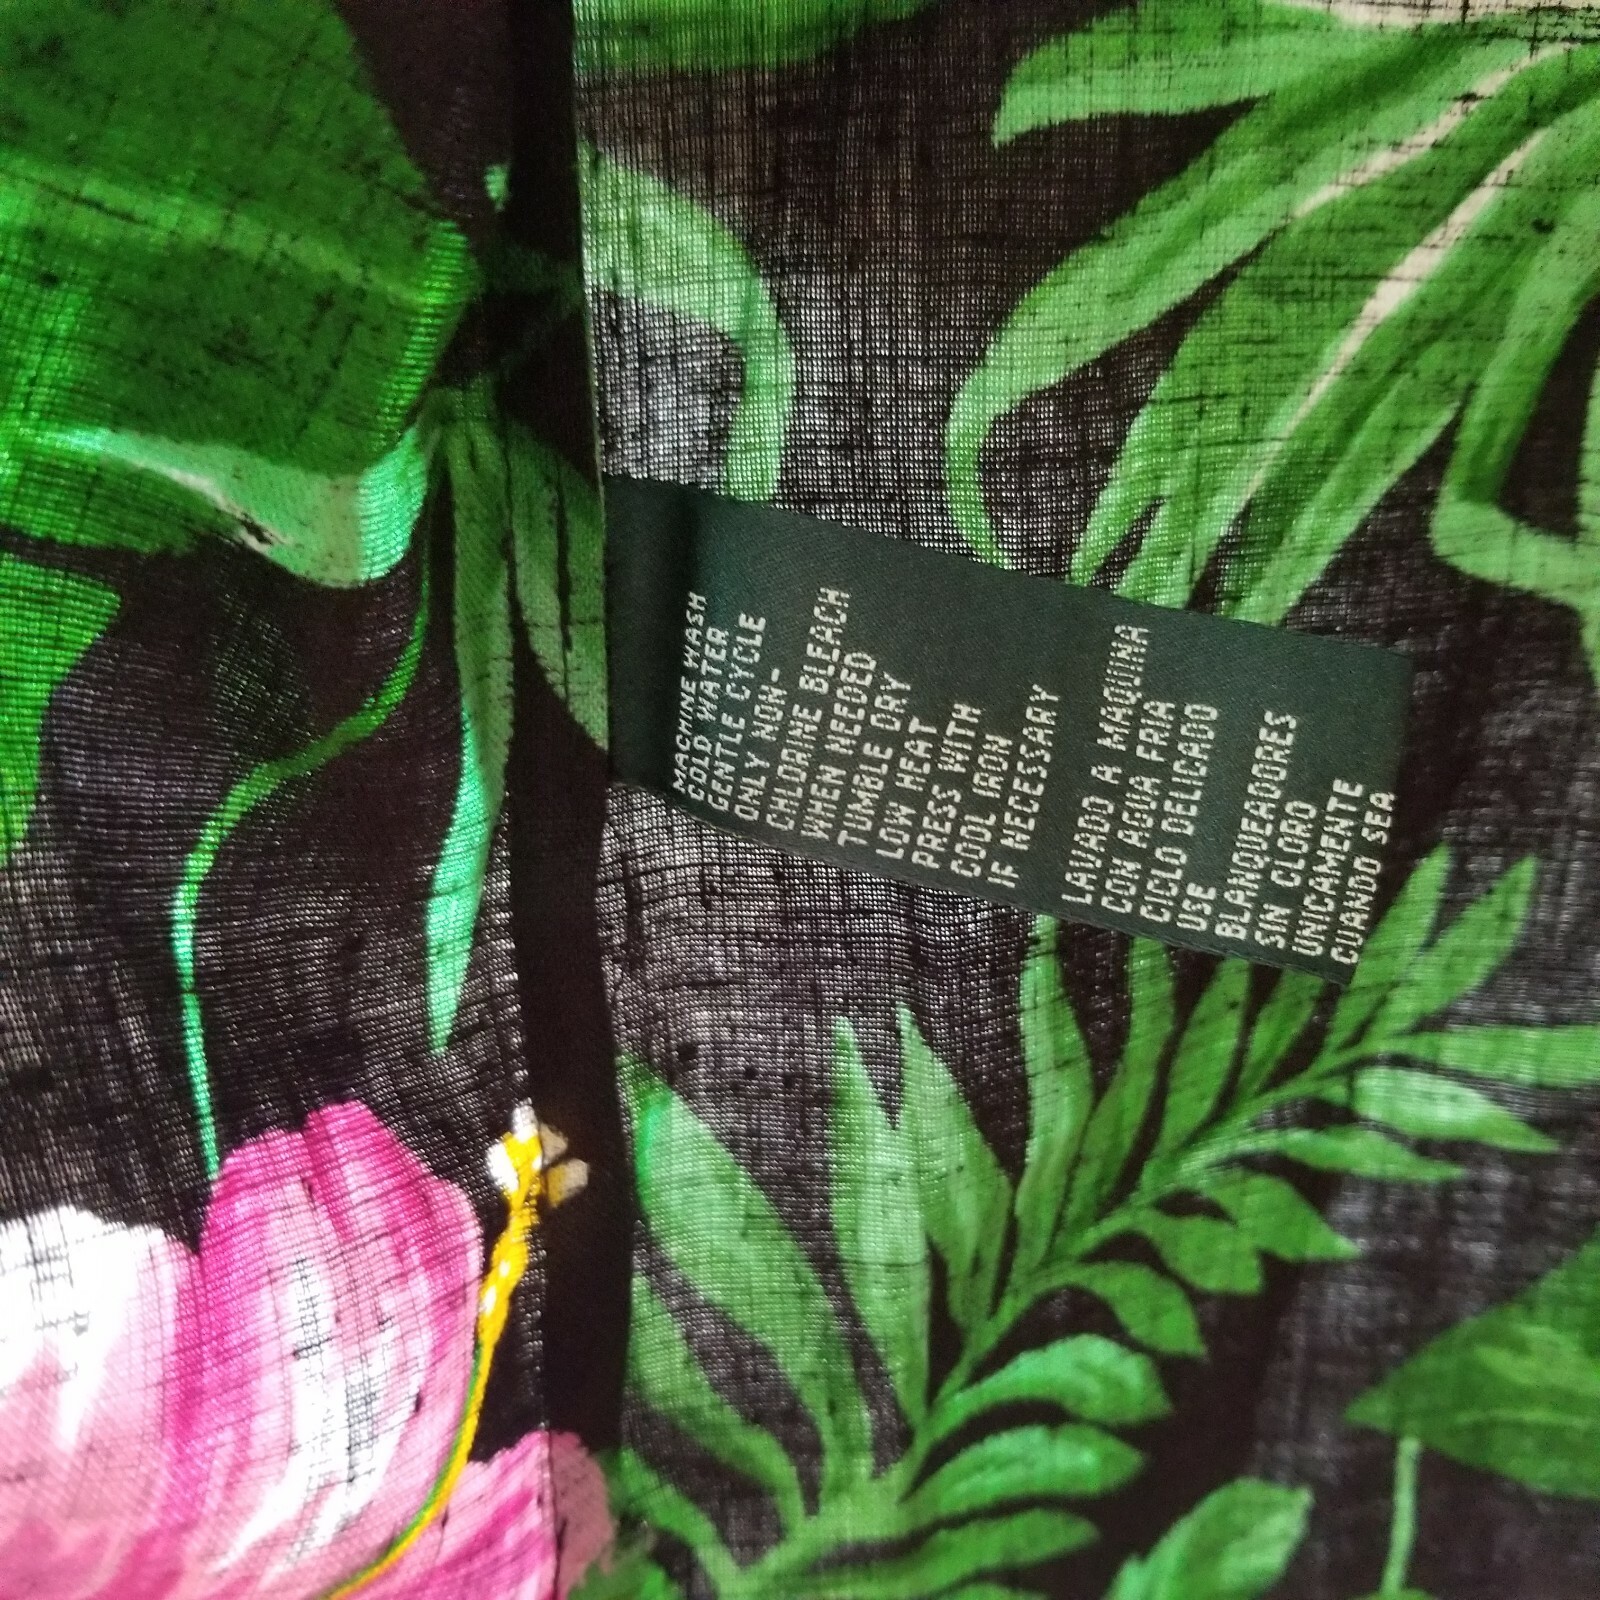 MACHINE WASH
COLD WATER
GENTLE CYCLE
ONLY NON-
CHLORINE BLEACH
WHEN NEEDED
TUMBLE DRY
LOW HEAT
PRESS WITH
COOL IRON
IF NECESSARY
LAVADO A MAQUINA
CON AGUA FRIA
CICLO DELICADO
USE
BLANQUEADORES
SIN CLORO
UNICAMENTE
CUANDO SEA